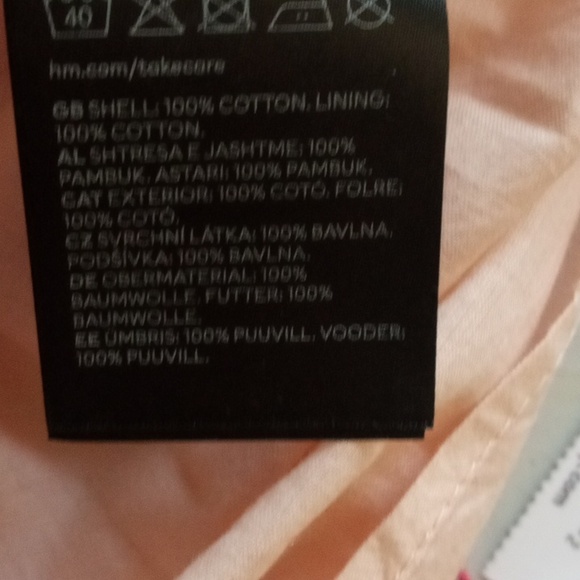 40
hm.com/takecare
GB SHELL: 100% COTTON. LINING:
100% COTTON.
AL SHTRESA E JASHTME: 100%
PAMBUK. ASTARI: 100% PAMBUK.
CAT EXTERIOR: 100% COTÓ. FOLRE:
100% COTÓ.
CZ SVRCHNÍ LÁTKA: 100% BAVLNA.
PODŠÍVKA: 100% BAVLNA.
DE OBERMATERIAL: 100%
BAUMWOLLE. FUTTER: 100%
BAUMWOLLE.
EE ÜMBRIS: 100% PUUVILL. VOODER:
100% PUUVILL.